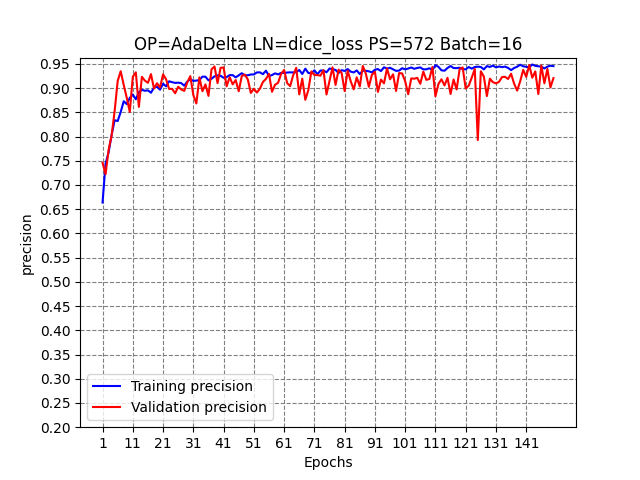 OP=AdaDelta LN=dice_loss PS=572 Batch=16
precision
0.95
0.90
0.85
0.80
0.75
0.70
0.65
0.60
0.55
0.50
0.45
0.40
0.35
0.30
0.25
0.20
Training precision
Validation precision
1 11 21 31 41 51 61 71 81 91 101 111 121 131 141
Epochs